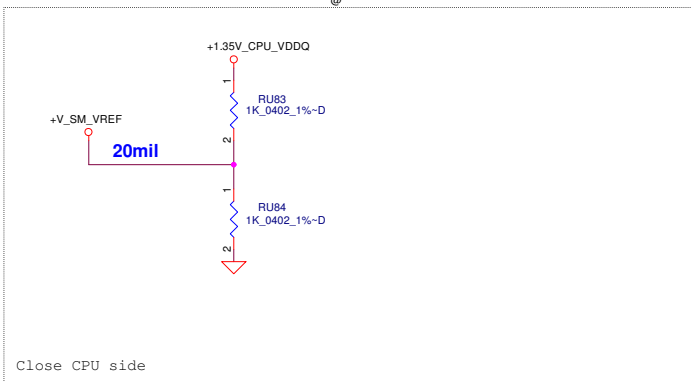 @
+1.35V_CPU_VDDQ
1
RU83
1K_0402_1%~D
2
+V_SM_VREF
20mil
1
RU84
1K_0402_1%~D
2
Close CPU side